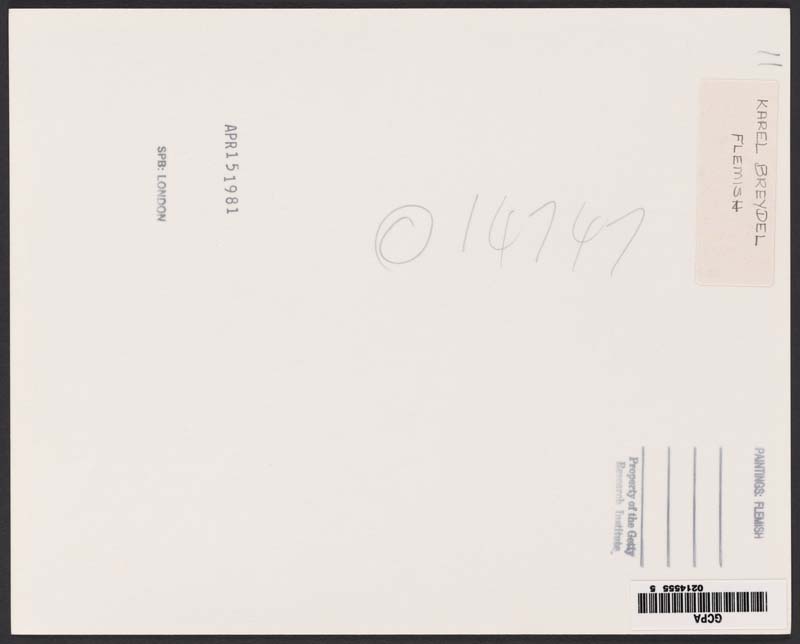 KAREL BREYDEL
FLEMISH
APR 15 1981
SPB: LONDON
14747
PAINTINGS: FLEMISH
Property of the Getty
Research Institute
GCPA
0214555 5